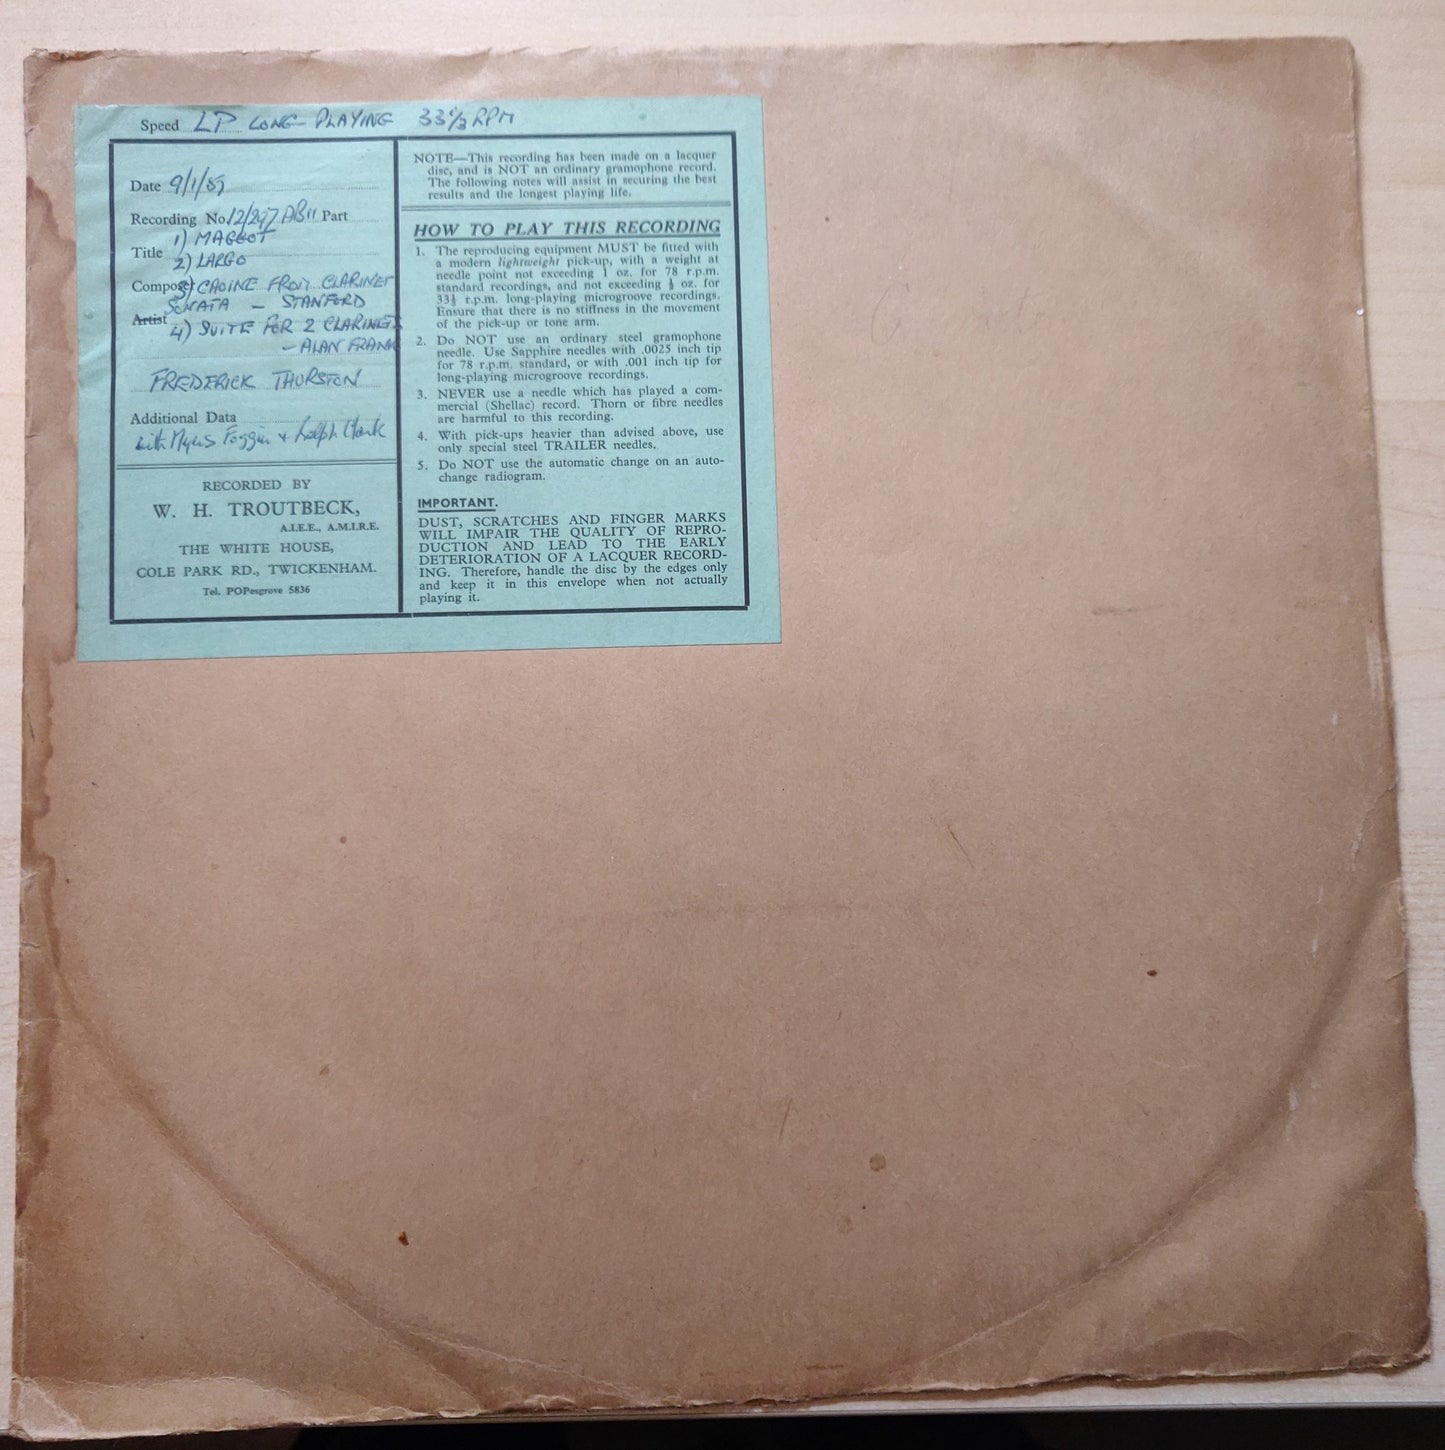 Speed LP LONG PLAYING 33⅓ RPM
Date 9/1/59
Recording No. 12/297 AB11 Part
Title 1) MAGGOT
2) LARGO
Composer 3) CAOINE FROM CLARINET
SONATA – STANFORD
Artist 4) SUITE FOR 2 CLARINETS
– ALAN FRANK
FREDERICK THURSTON
Additional Data
with Myers Foggin + Ralph Clark
RECORDED BY
W. H. TROUTBECK,
A.I.E.E., A.M.I.R.E.
THE WHITE HOUSE,
COLE PARK RD., TWICKENHAM.
Tel. POPesgrove 5836
NOTE—This recording has been made on a lacquer
disc, and is NOT an ordinary gramophone record.
The following notes will assist in securing the best
results and the longest playing life.
HOW TO PLAY THIS RECORDING
1. The reproducing equipment MUST be fitted with
a modern lightweight pick-up, with a weight at
needle point not exceeding 1 oz. for 78 r.p.m.
standard recordings, and not exceeding ½ oz. for
33⅓ r.p.m. long-playing microgroove recordings.
Ensure that there is no stiffness in the movement
of the pick-up or tone arm.
2. Do NOT use an ordinary steel gramophone
needle. Use Sapphire needles with .0025 inch tip
for 78 r.p.m. standard, or with .001 inch tip for
long-playing microgroove recordings.
3. NEVER use a needle which has played a com-
mercial (Shellac) record. Thorn or fibre needles
are harmful to this recording.
4. With pick-ups heavier than advised above, use
only special steel TRAILER needles.
5. Do NOT use the automatic change on an auto-
change radiogram.
IMPORTANT.
DUST, SCRATCHES AND FINGER MARKS
WILL IMPAIR THE QUALITY OF REPRO-
DUCTION AND LEAD TO THE EARLY
DETERIORATION OF A LACQUER RECORD-
ING. Therefore, handle the disc by the edges only
and keep it in this envelope when not actually
playing it.